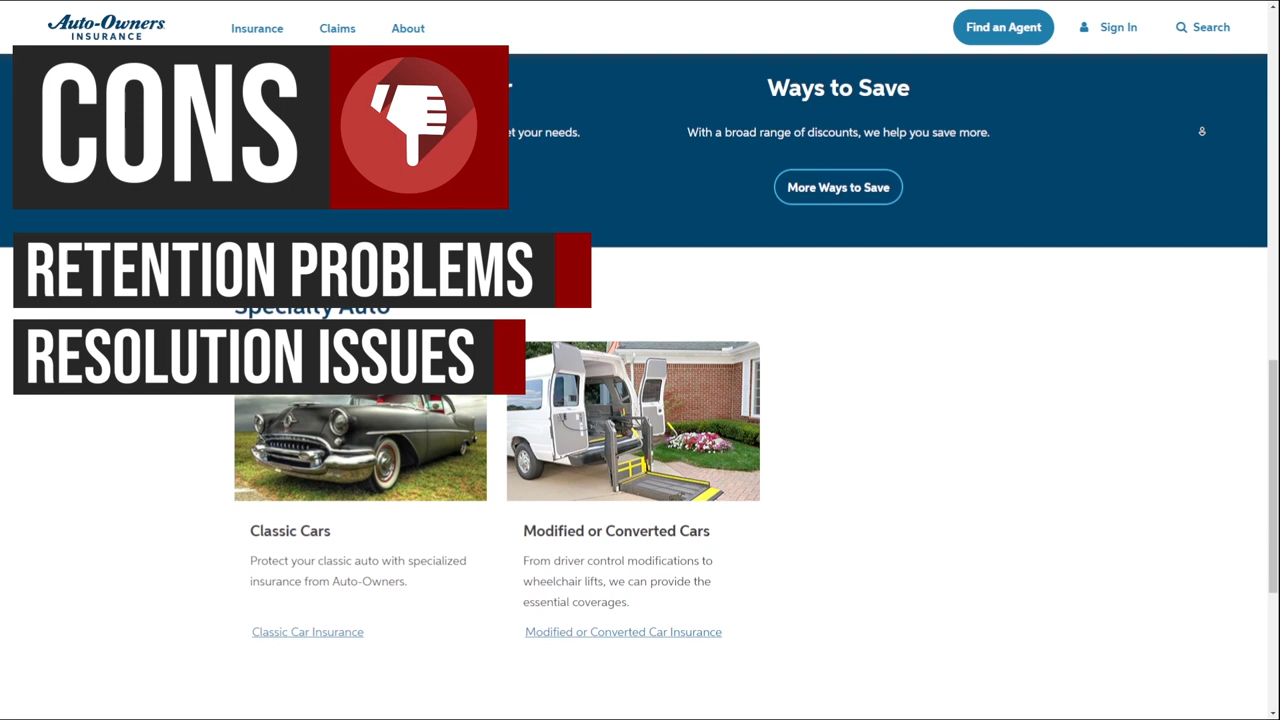 Auto-Owners
INSURANCE
Insurance
Claims
About
Find an Agent
Sign In
Search
CONS
et your needs.
Ways to Save
With a broad range of discounts, we help you save more.
More Ways to Save
RETENTION PROBLEMS
RESOLUTION ISSUES
Specialty Auto
Classic Cars
Protect your classic auto with specialized
insurance from Auto-Owners.
Classic Car Insurance
Modified or Converted Cars
From driver control modifications to
wheelchair lifts, we can provide the
essential coverages.
Modified or Converted Car Insurance